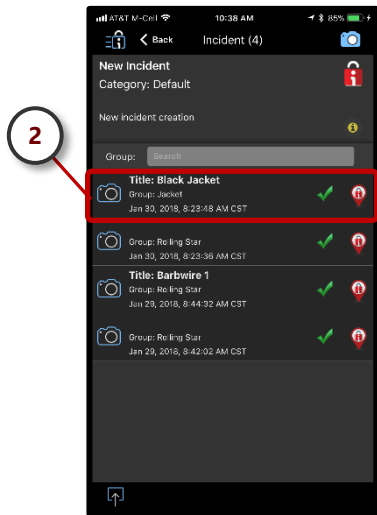 AT&T M-Cell 10:38 AM 85%
Back Incident (4)
New Incident
Category: Default
New incident creation
2
Group: Search
Title: Black Jacket
Group: Jacket
Jan 30, 2018, 8:23:48 AM CST
Group: Rolling Star
Jan 30, 2018, 8:23:36 AM CST
Title: Barbwire 1
Group: Rolling Star
Jan 29, 2018, 8:44:32 AM CST
Group: Rolling Star
Jan 29, 2018, 8:42:02 AM CST